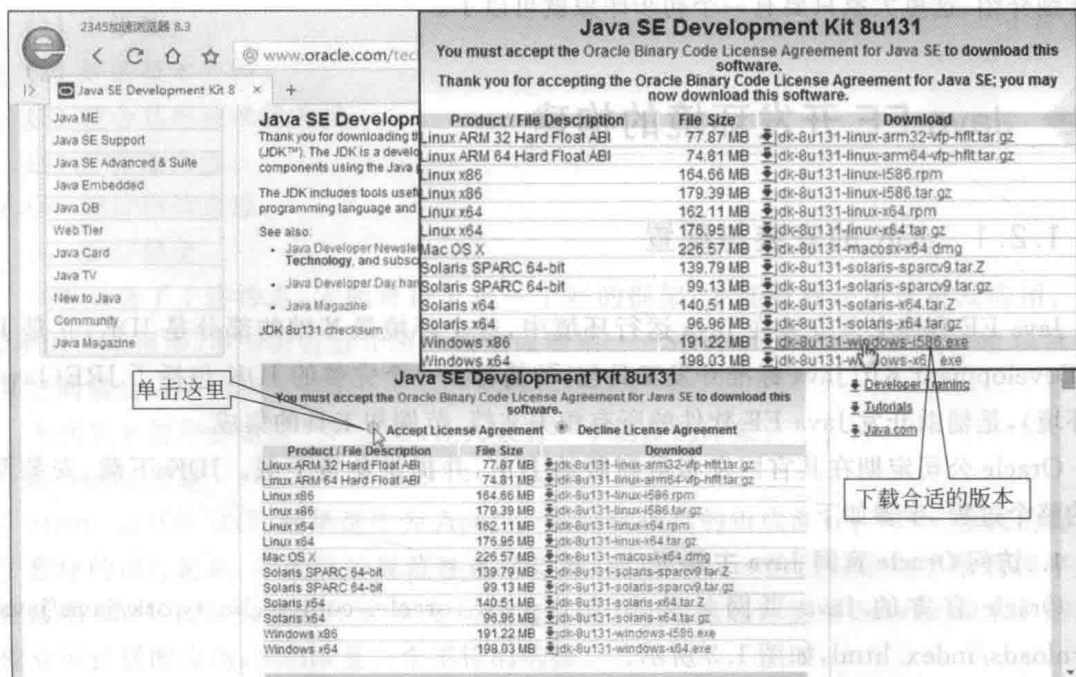 2345加速浏览器 8.3
www.oracle.com/tec
Java SE Development Kit 8
Java ME
Java SE Support
Java SE Advanced & Suite
Java Embedded
Java DB
Web Tier
Java Card
Java TV
New to Java
Community
Java Magazine
Java SE Developn
Thank you for downloading th
(JDK™). The JDK is a develo
components using the Java p
The JDK includes tools usef
programming language and
See also:
Java Developer Newsle
Technology, and subsc
Java Developer Day han
Java Magazine
JDK 8u131 checksum
Java SE Development Kit 8u131
You must accept the Oracle Binary Code License Agreement for Java SE to download this
software.
Thank you for accepting the Oracle Binary Code License Agreement for Java SE; you may
now download this software.
Product / File Description File Size Download
Linux ARM 32 Hard Float ABI 77.87 MB jdk-8u131-linux-arm32-vfp-hflt.tar.gz
Linux ARM 64 Hard Float ABI 74.81 MB jdk-8u131-linux-arm64-vfp-hflt.tar.gz
Linux x86 164.66 MB jdk-8u131-linux-i586.rpm
Linux x86 179.39 MB jdk-8u131-linux-i586.tar.gz
Linux x64 162.11 MB jdk-8u131-linux-x64.rpm
Linux x64 176.95 MB jdk-8u131-linux-x64.tar.gz
Mac OS X 226.57 MB jdk-8u131-macosx-x64.dmg
Solaris SPARC 64-bit 139.79 MB jdk-8u131-solaris-sparcv9.tar.Z
Solaris SPARC 64-bit 99.13 MB jdk-8u131-solaris-sparcv9.tar.gz
Solaris x64 140.51 MB jdk-8u131-solaris-x64.tar.Z
Solaris x64 96.96 MB jdk-8u131-solaris-x64.tar.gz
Windows x86 191.22 MB jdk-8u131-windows-i586.exe
Windows x64 198.03 MB jdk-8u131-windows-x64.exe
单击这里
Java SE Development Kit 8u131
You must accept the Oracle Binary Code License Agreement for Java SE to download this
software.
Accept License Agreement Decline License Agreement
Product / File Description File Size Download
Linux ARM 32 Hard Float ABI 77.87 MB jdk-8u131-linux-arm32-vfp-hflt.tar.gz
Linux ARM 64 Hard Float ABI 74.81 MB jdk-8u131-linux-arm64-vfp-hflt.tar.gz
Linux x86 164.66 MB jdk-8u131-linux-i586.rpm
Linux x86 179.39 MB jdk-8u131-linux-i586.tar.gz
Linux x64 162.11 MB jdk-8u131-linux-x64.rpm
Linux x64 176.95 MB jdk-8u131-linux-x64.tar.gz
Mac OS X 226.57 MB jdk-8u131-macosx-x64.dmg
Solaris SPARC 64-bit 139.79 MB jdk-8u131-solaris-sparcv9.tar.Z
Solaris SPARC 64-bit 99.13 MB jdk-8u131-solaris-sparcv9.tar.gz
Solaris x64 140.51 MB jdk-8u131-solaris-x64.tar.Z
Solaris x64 96.96 MB jdk-8u131-solaris-x64.tar.gz
Windows x86 191.22 MB jdk-8u131-windows-i586.exe
Windows x64 198.03 MB jdk-8u131-windows-x64.exe
Developer Training
Tutorials
Java.com
下载合适的版本